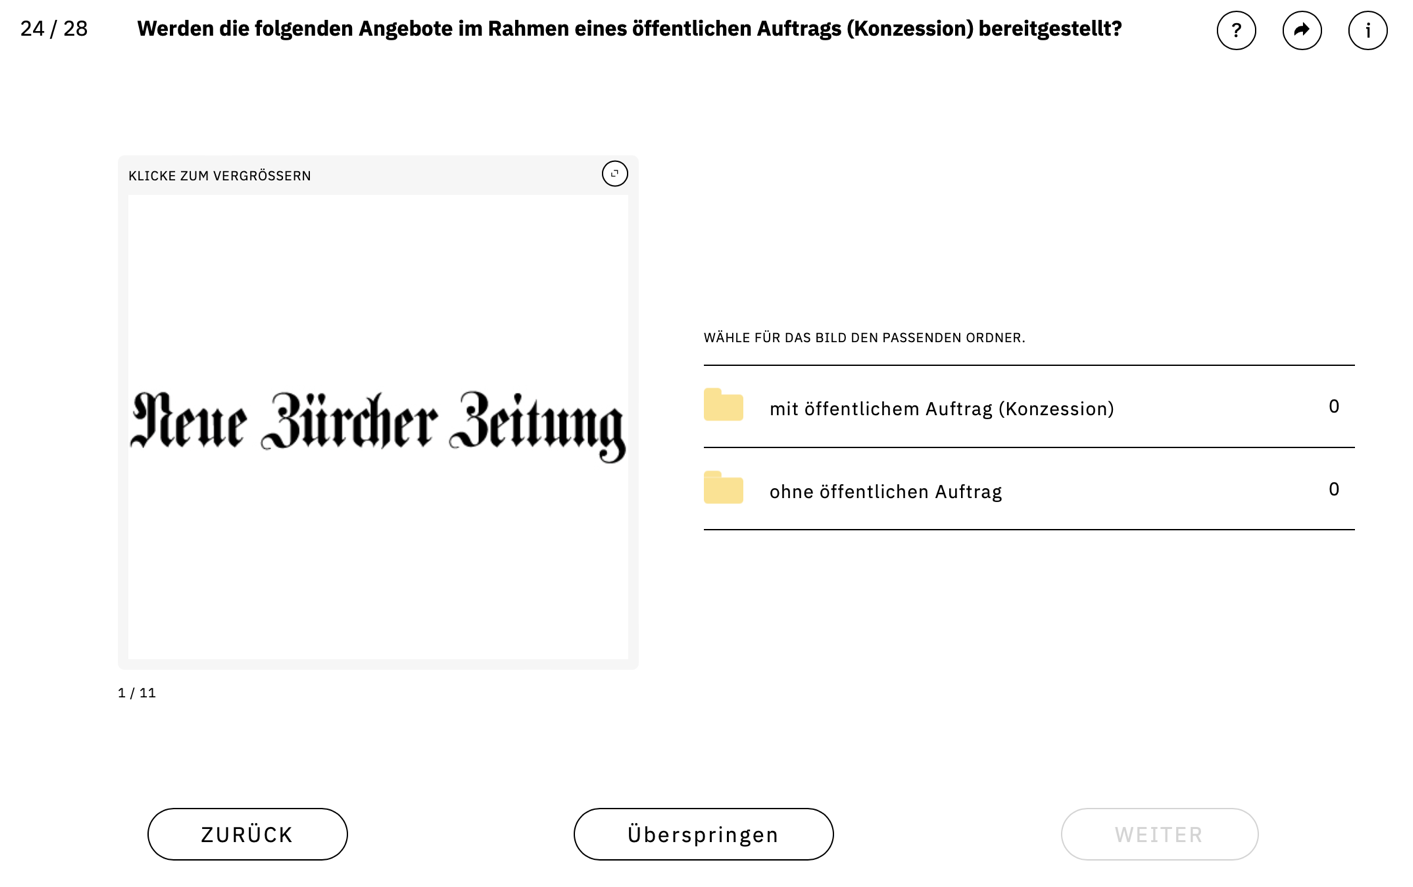 24 / 28
Werden die folgenden Angebote im Rahmen eines öffentlichen Auftrags (Konzession) bereitgestellt?
?
i
KLICKE ZUM VERGRÖSSERN
Neue Zürcher Zeitung
1 / 11
WÄHLE FÜR DAS BILD DEN PASSENDEN ORDNER.
mit öffentlichem Auftrag (Konzession) 0
ohne öffentlichen Auftrag 0
ZURÜCK
Überspringen
WEITER